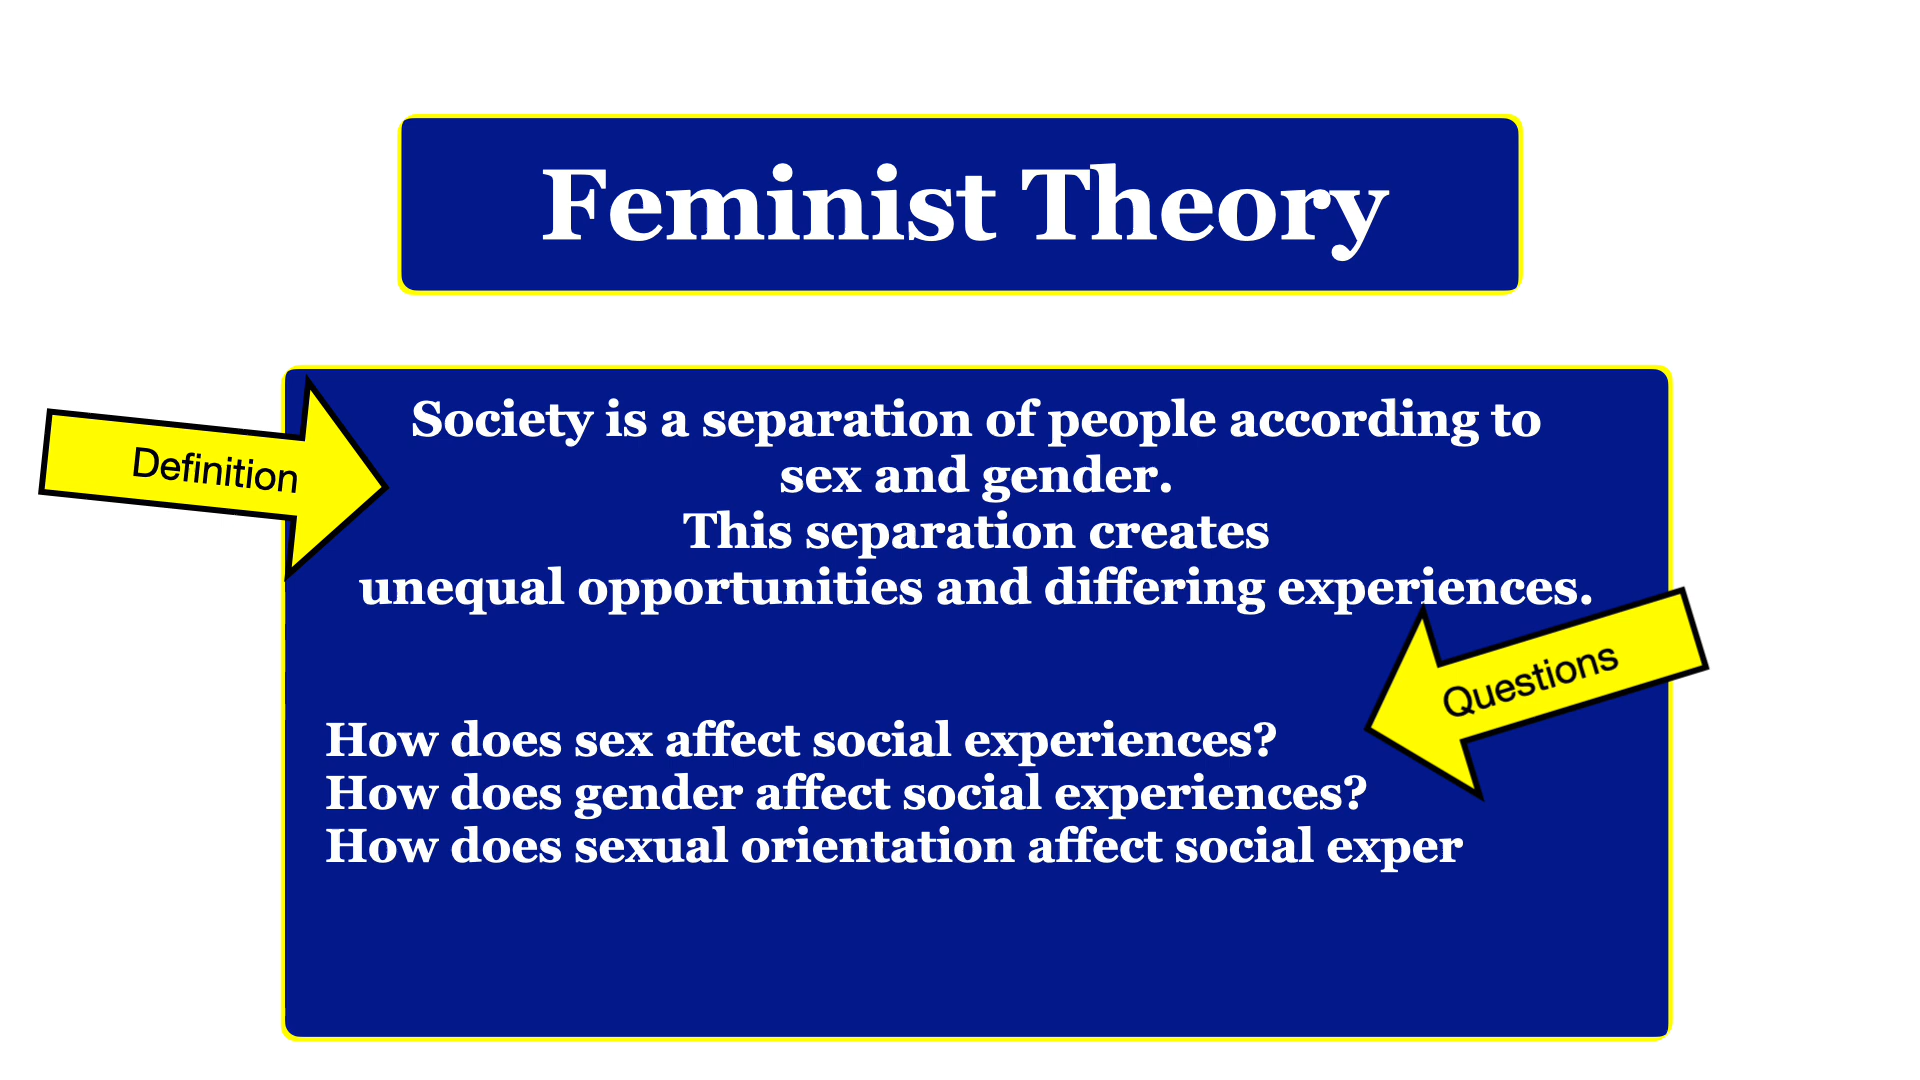 Feminist Theory
Definition
Society is a separation of people according to
sex and gender.
This separation creates
unequal opportunities and differing experiences.
Questions
How does sex affect social experiences?
How does gender affect social experiences?
How does sexual orientation affect social exper